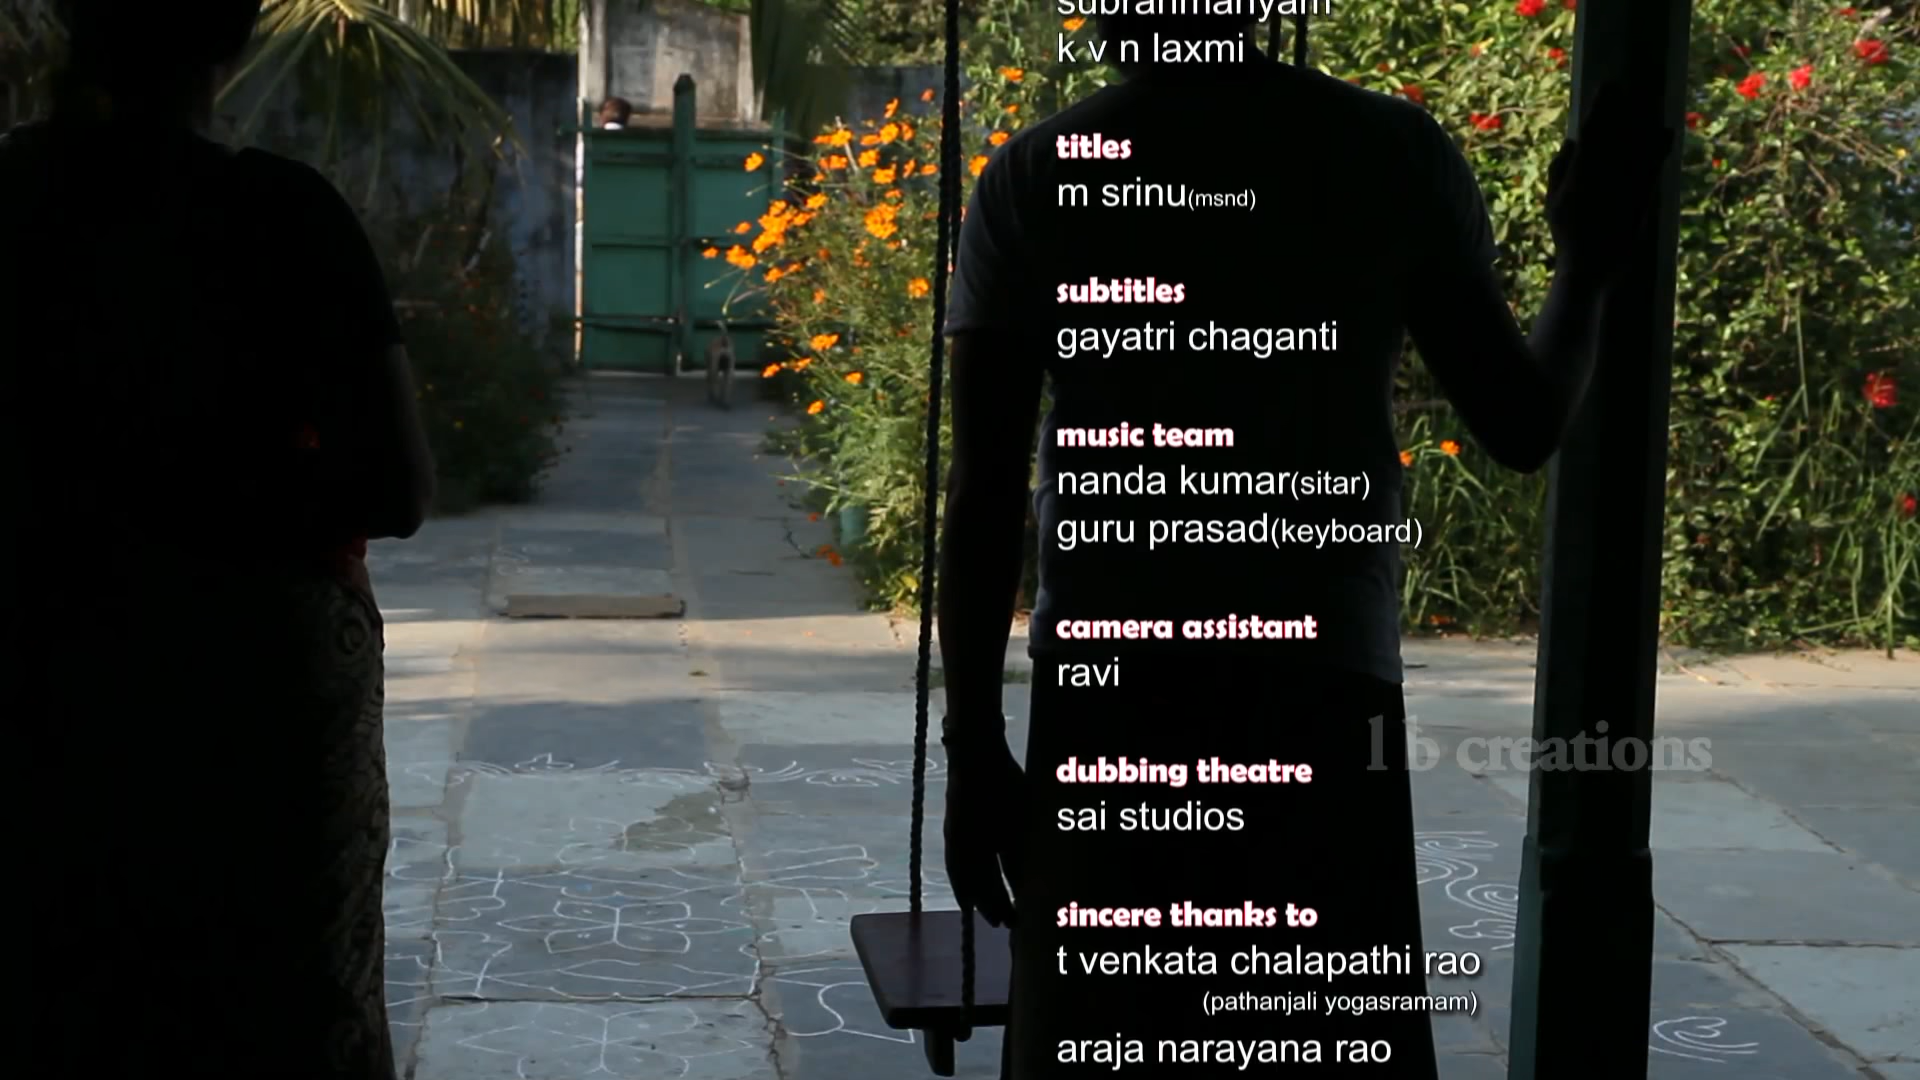 subrahmanyam
k v n laxmi
titles
m srinu(msnd)
subtitles
gayatri chaganti
music team
nanda kumar(sitar)
guru prasad(keyboard)
camera assistant
ravi
dubbing theatre
sai studios
l b creations
sincere thanks to
t venkata chalapathi rao
(pathanjali yogasramam)
araja narayana rao